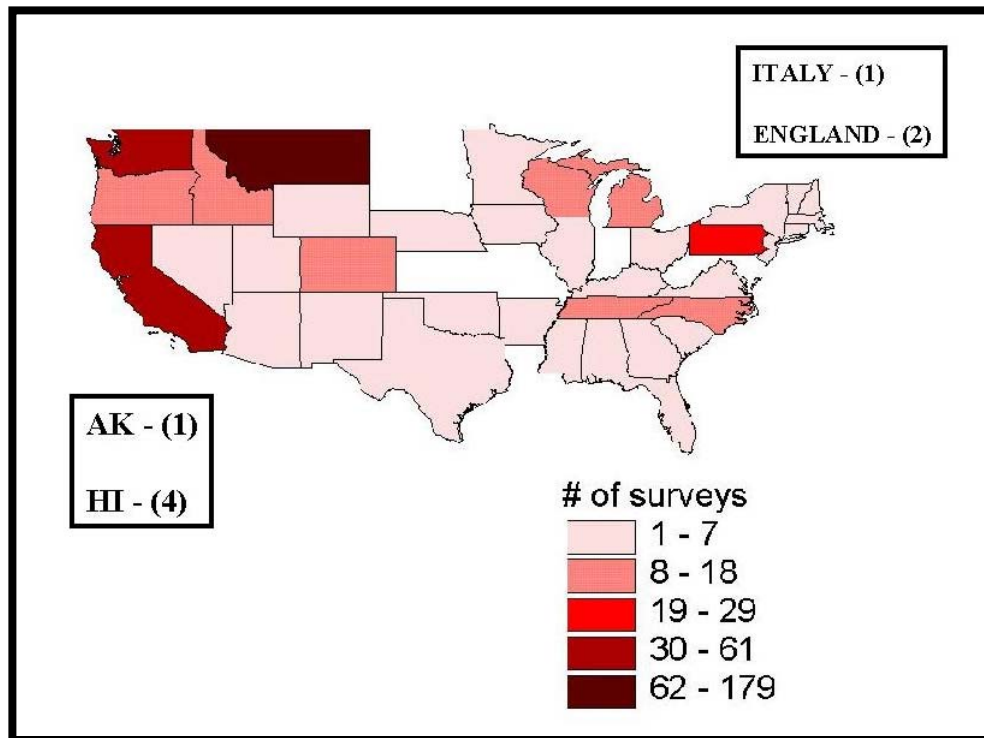 ITALY - (1)
ENGLAND - (2)
AK - (1)
HI - (4)
# of surveys
1 - 7
8 - 18
19 - 29
30 - 61
62 - 179